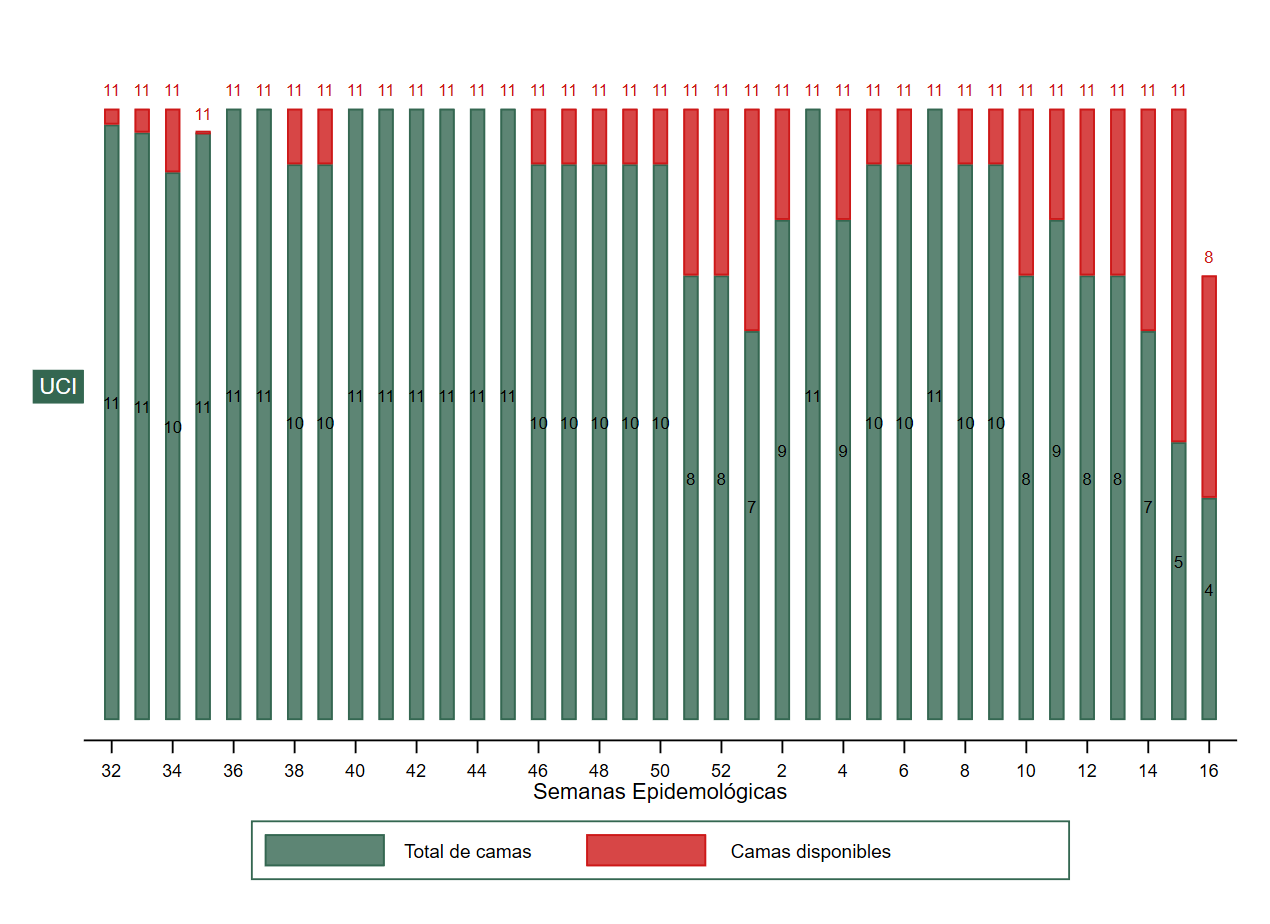 11 11 11 11 11 11 11 11 11 11 11 11 11 11 11 11 11 11 11 11 11 11 11 11 11 11 11 11 11 11 11 11 11 11 11
11
8
UCI
11 11 10 11 11 11 10 10 11 11 11 11 11 11 10 10 10 10 10 8 8 7 9 11 9 10 10 11 10 10 8 9 8 8 7 5 4
32 34 36 38 40 42 44 46 48 50 52 2 4 6 8 10 12 14 16
Semanas Epidemológicas
Total de camas Camas disponibles